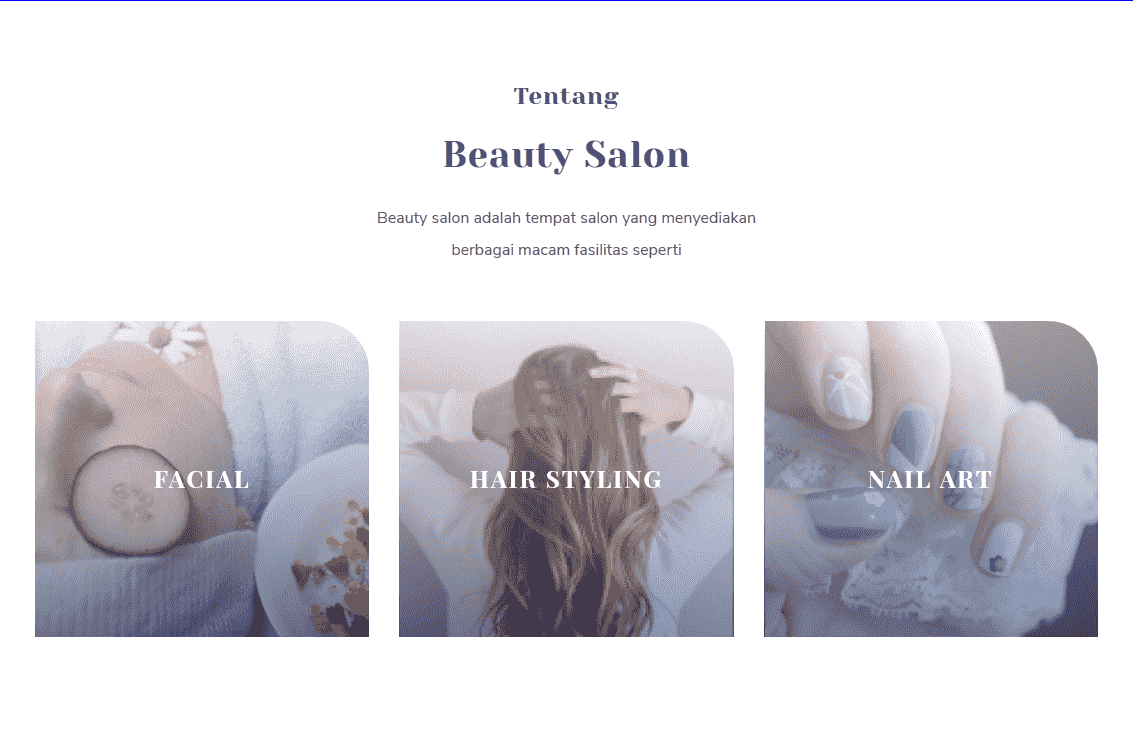 Tentang
Beauty Salon
Beauty salon adalah tempat salon yang menyediakan
berbagai macam fasilitas seperti
FACIAL
HAIR STYLING
NAIL ART